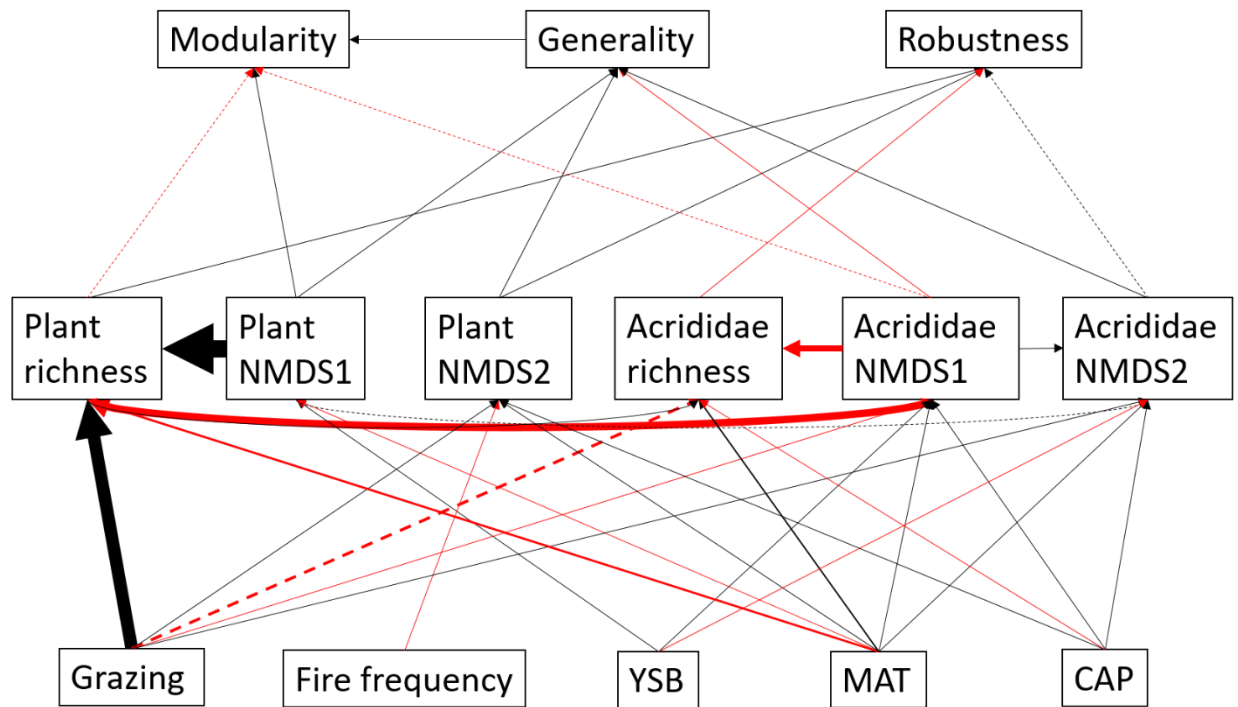 Modularity
Generality
Robustness
Plant
richness
Plant
NMDS1
Plant
NMDS2
Acrididae
richness
Acrididae
NMDS1
Acrididae
NMDS2
Grazing
Fire frequency
YSB
MAT
CAP